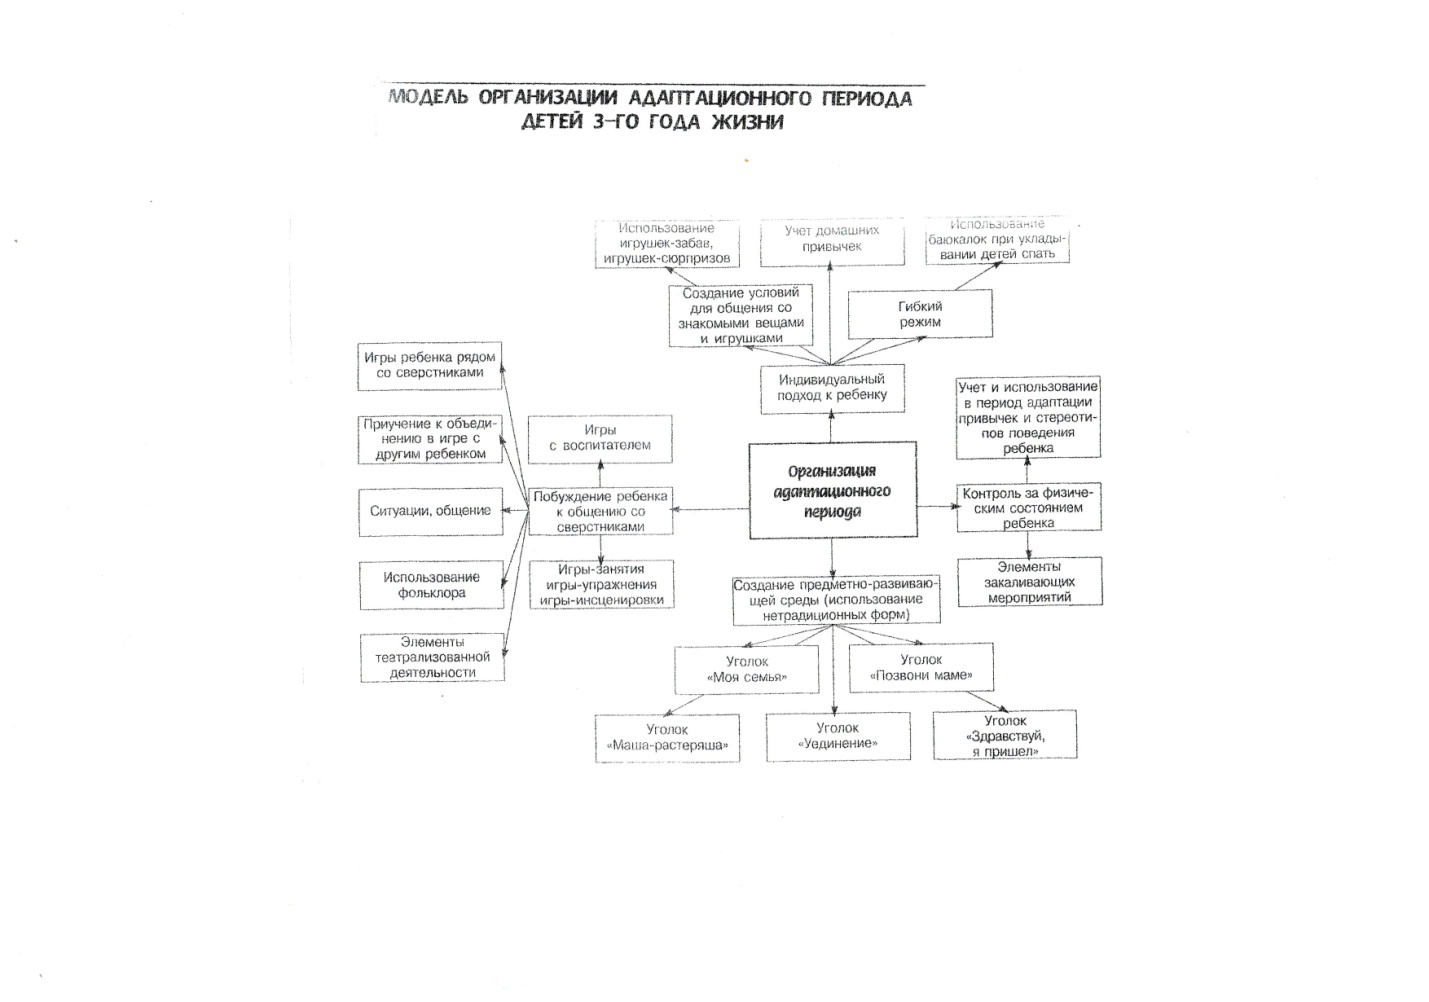 МОДЕЛЬ ОРГАНИЗАЦИИ АДАПТАЦИОННОГО ПЕРИОДА
ДЕТЕЙ 3-ГО ГОДА ЖИЗНИ
Использование
игрушек-забав,
игрушек-сюрпризов
Учет домашних
привычек
Использование
баюкалок при уклады-
вании детей спать
Создание условий
для общения со
знакомыми вещами
и игрушками
Гибкий
режим
Индивидуальный
подход к ребенку
Игры ребенка рядом
со сверстниками
Приучение к объеди-
нению в игре с
другим ребенком
Ситуации, общение
Использование
фольклора
Элементы
театрализованной
деятельности
Игры
с воспитателем
Побуждение ребенка
к общению со
сверстниками
Игры-занятия
игры-упражнения
игры-инсценировки
Организация
адаптационного
периода
Учет и использование
в период адаптации
привычек и стереоти-
пов поведения
ребенка
Контроль за физиче-
ским состоянием
ребенка
Элементы
закаливающих
мероприятий
Создание предметно-развиваю-
щей среды (использование
нетрадиционных форм)
Уголок
«Моя семья»
Уголок
«Позвони маме»
Уголок
«Маша-растеряша»
Уголок
«Уединение»
Уголок
«Здравствуй,
я пришел»